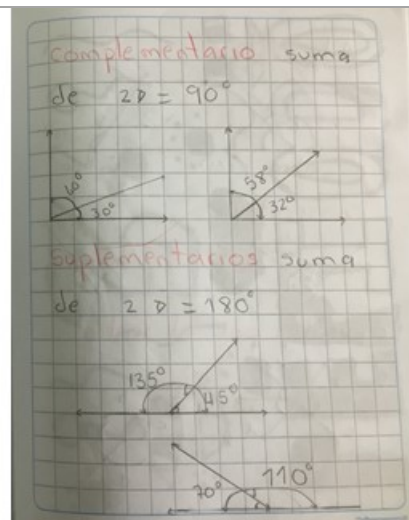 complementario suma
de 2∡ = 90°
60°
30°
58°
32°
Suplementarios suma
de 2 ∡ = 180°
135°
45°
70°
110°